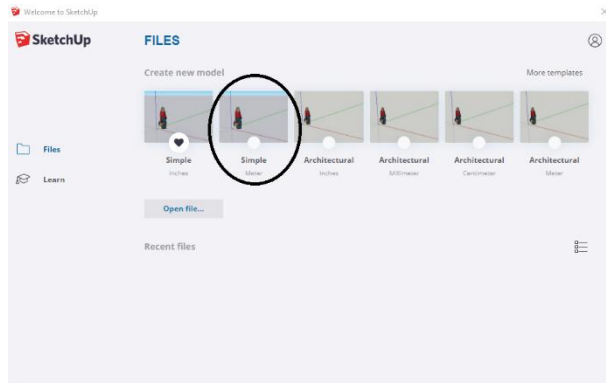 Welcome to SketchUp
SketchUp
FILES
Create new model
More templates
Simple
Inches
Simple
Meter
Architectural
Inches
Architectural
Millimeter
Architectural
Centimeter
Architectural
Meter
Files
Learn
Open file...
Recent files